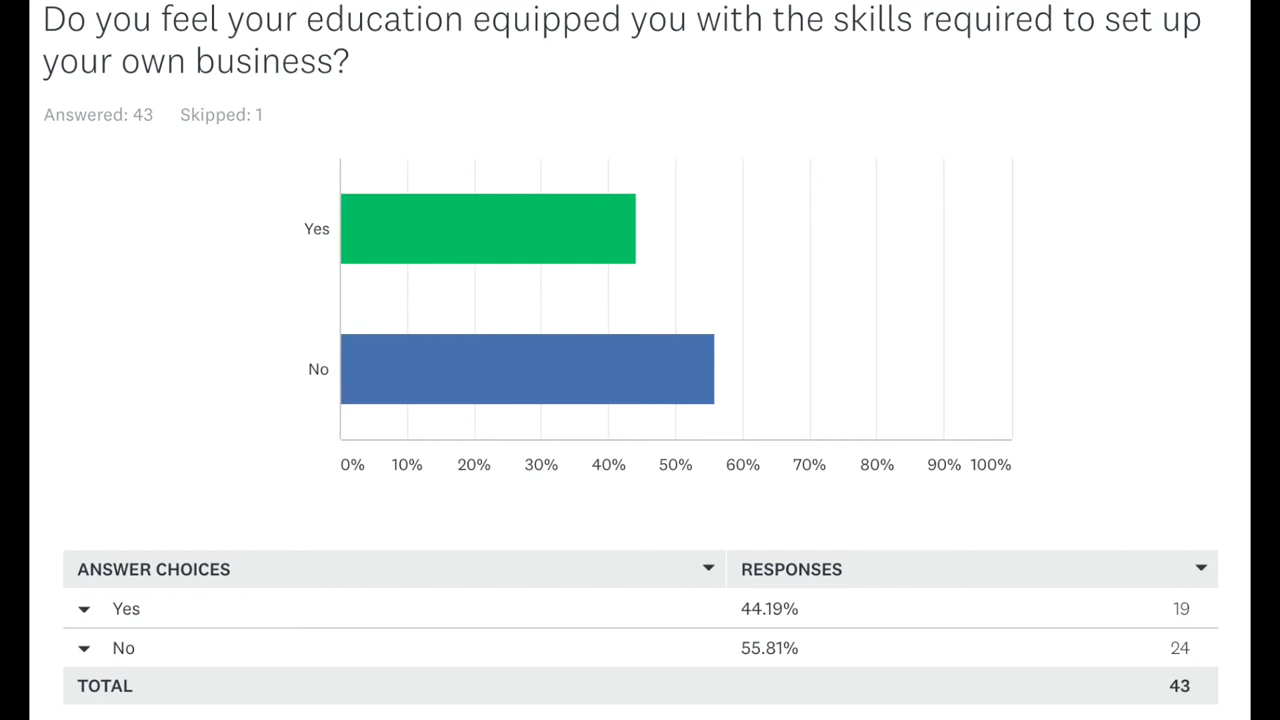 Do you feel your education equipped you with the skills required to set up
your own business?
Answered: 43 Skipped: 1
Yes
No
0% 10% 20% 30% 40% 50% 60% 70% 80% 90% 100%
ANSWER CHOICES RESPONSES
Yes 44.19% 19
No 55.81% 24
TOTAL 43